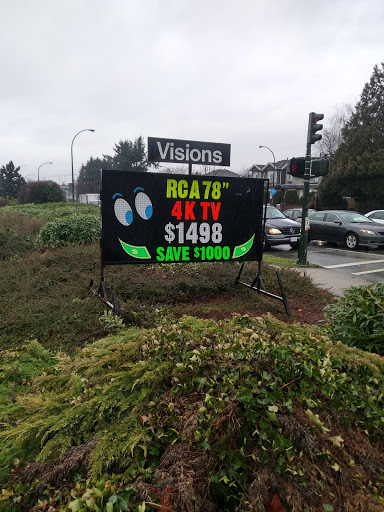 Visions
RCA 78"
4K TV
$1498
SAVE $1000